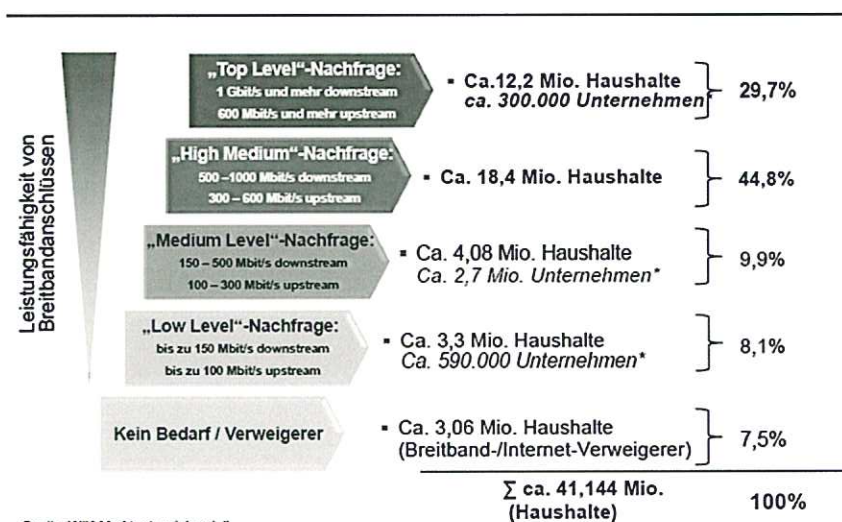 „Top Level“-Nachfrage:
1 Gbit/s und mehr downstream
600 Mbit/s und mehr upstream
▪ Ca.12,2 Mio. Haushalte
ca. 300.000 Unternehmen*
29,7%
„High Medium“-Nachfrage:
500 –1000 Mbit/s downstream
300 – 600 Mbit/s upstream
▪ Ca. 18,4 Mio. Haushalte
44,8%
„Medium Level“-Nachfrage:
150 – 500 Mbit/s downstream
100 – 300 Mbit/s upstream
▪ Ca. 4,08 Mio. Haushalte
Ca. 2,7 Mio. Unternehmen*
9,9%
„Low Level“-Nachfrage:
bis zu 150 Mbit/s downstream
bis zu 100 Mbit/s upstream
▪ Ca. 3,3 Mio. Haushalte
Ca. 590.000 Unternehmen*
8,1%
Kein Bedarf / Verweigerer
▪ Ca. 3,06 Mio. Haushalte
(Breitband-/Internet-Verweigerer)
7,5%
∑ ca. 41,144 Mio.
(Haushalte)
100%
Leistungsfähigkeit von
Breitbandanschlüssen